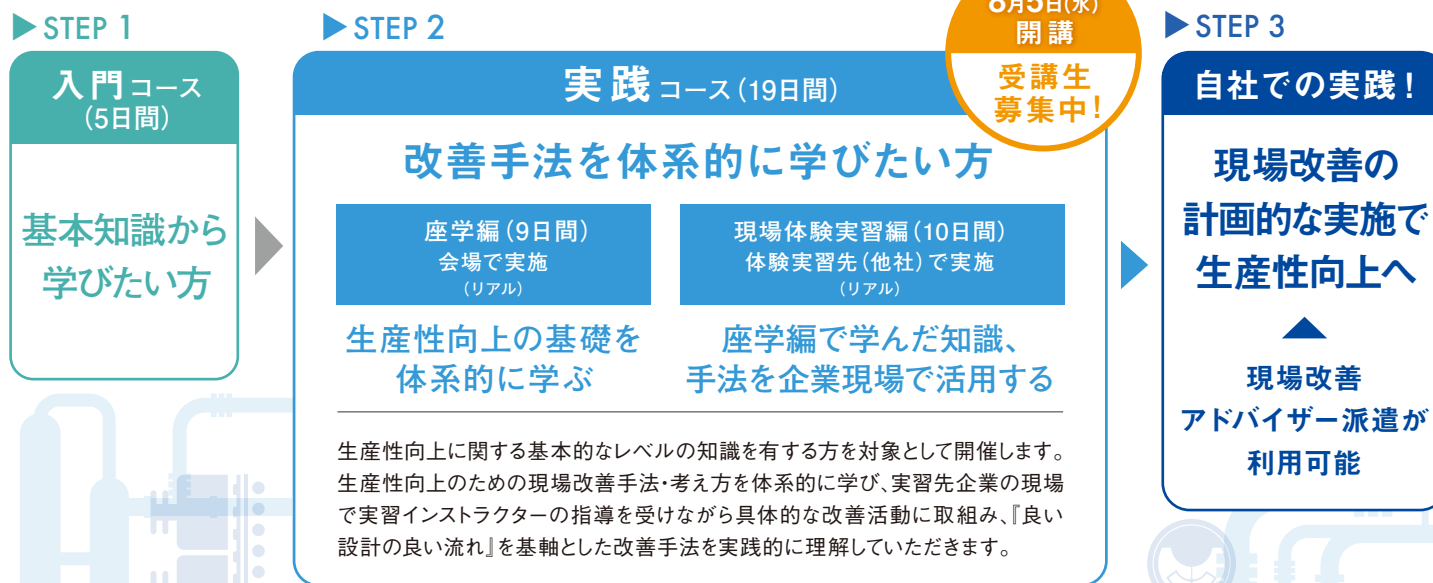 STEP 1
入門コース
(5日間)
基本知識から
学びたい方
STEP 2
実践コース(19日間)
8月5日(水)
開講
受講生
募集中!
改善手法を体系的に学びたい方
座学編(9日間)
会場で実施
(リアル)
生産性向上の基礎を
体系的に学ぶ
現場体験実習編(10日間)
体験実習先(他社)で実施
(リアル)
座学編で学んだ知識、
手法を企業現場で活用する
生産性向上に関する基本的なレベルの知識を有する方を対象として開催します。
生産性向上のための現場改善手法・考え方を体系的に学び、実習先企業の現場
で実習インストラクターの指導を受けながら具体的な改善活動に取組み、『良い
設計の良い流れ』を基軸とした改善手法を実践的に理解していただきます。
STEP 3
自社での実践!
現場改善の
計画的な実施で
生産性向上へ
現場改善
アドバイザー派遣が
利用可能